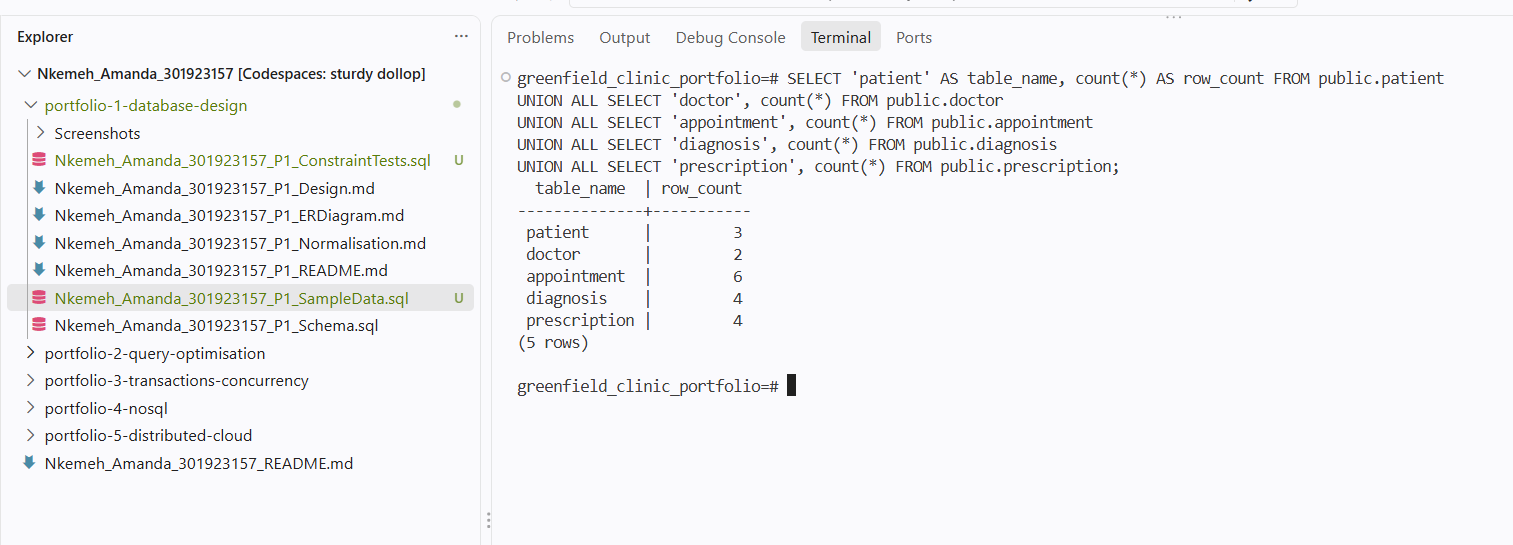 Explorer
Nkemeh_Amanda_301923157 [Codespaces: sturdy dollop]
portfolio-1-database-design
Screenshots
Nkemeh_Amanda_301923157_P1_ConstraintTests.sql U
Nkemeh_Amanda_301923157_P1_Design.md
Nkemeh_Amanda_301923157_P1_ERDiagram.md
Nkemeh_Amanda_301923157_P1_Normalisation.md
Nkemeh_Amanda_301923157_P1_README.md
Nkemeh_Amanda_301923157_P1_SampleData.sql U
Nkemeh_Amanda_301923157_P1_Schema.sql
portfolio-2-query-optimisation
portfolio-3-transactions-concurrency
portfolio-4-nosql
portfolio-5-distributed-cloud
Nkemeh_Amanda_301923157_README.md
Problems Output Debug Console Terminal Ports
greenfield_clinic_portfolio=# SELECT 'patient' AS table_name, count(*) AS row_count FROM public.patient
UNION ALL SELECT 'doctor', count(*) FROM public.doctor
UNION ALL SELECT 'appointment', count(*) FROM public.appointment
UNION ALL SELECT 'diagnosis', count(*) FROM public.diagnosis
UNION ALL SELECT 'prescription', count(*) FROM public.prescription;
table_name | row_count
--------------+-----------
patient | 3
doctor | 2
appointment | 6
diagnosis | 4
prescription | 4
(5 rows)
greenfield_clinic_portfolio=#